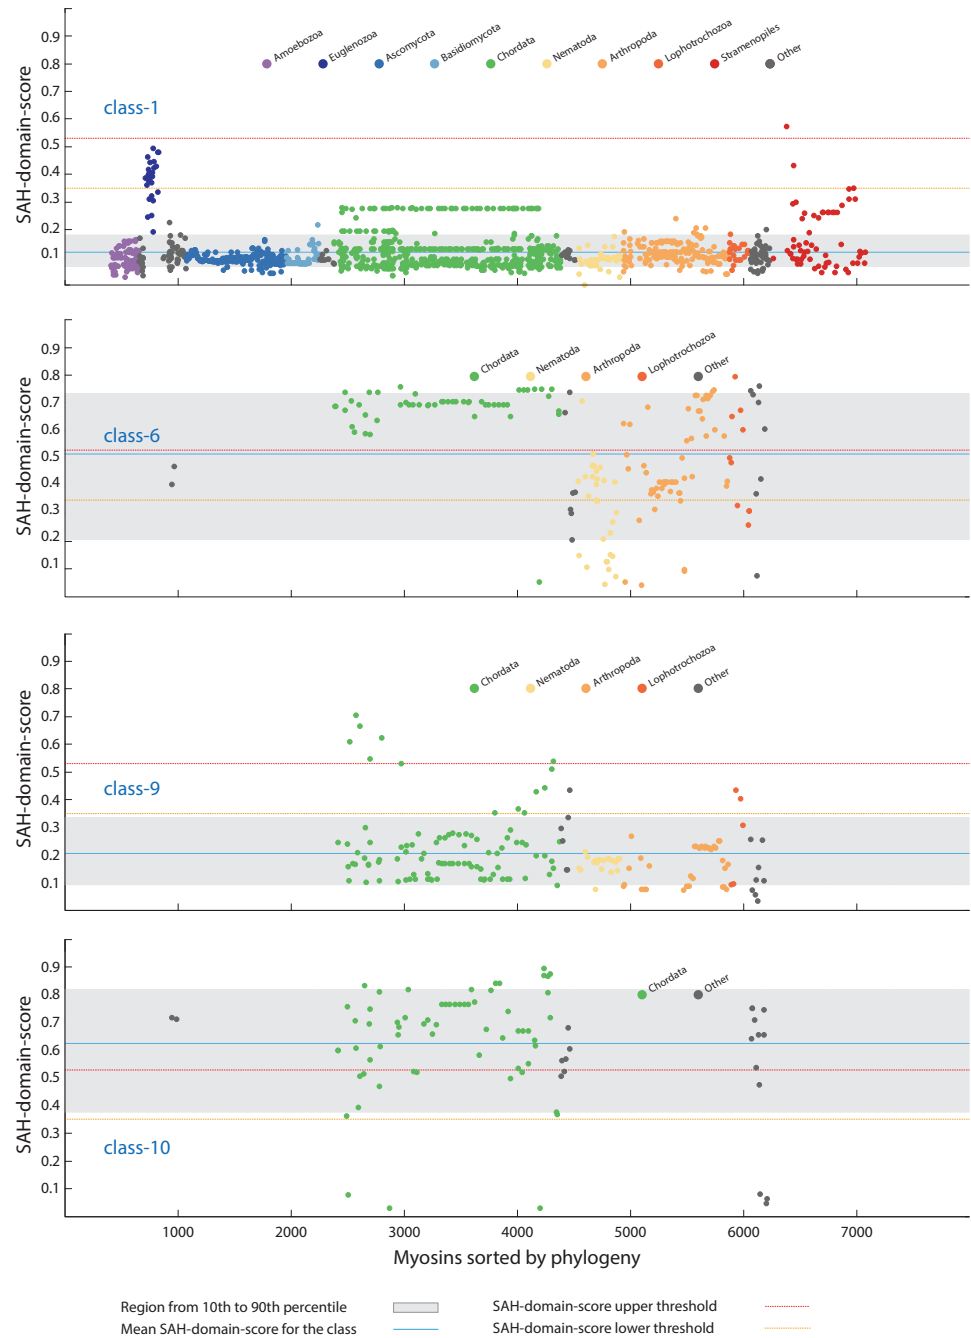 0.9
0.8
0.7
0.6
0.5
0.4
0.3
0.2
0.1
SAH-domain-score
class-1
Amoebozoa
Euglenozoa
Ascomycota
Basidiomycota
Chordata
Nematoda
Arthropoda
Lophotrochozoa
Stramenopiles
Other
0.9
0.8
0.7
0.6
0.5
0.4
0.3
0.2
0.1
SAH-domain-score
class-6
Chordata
Nematoda
Arthropoda
Lophotrochozoa
Other
0.9
0.8
0.7
0.6
0.5
0.4
0.3
0.2
0.1
SAH-domain-score
class-9
Chordata
Nematoda
Arthropoda
Lophotrochozoa
Other
0.9
0.8
0.7
0.6
0.5
0.4
0.3
0.2
0.1
SAH-domain-score
class-10
Chordata
Other
1000 2000 3000 4000 5000 6000 7000
Myosins sorted by phylogeny
Region from 10th to 90th percentile
SAH-domain-score upper threshold
Mean SAH-domain-score for the class
SAH-domain-score lower threshold